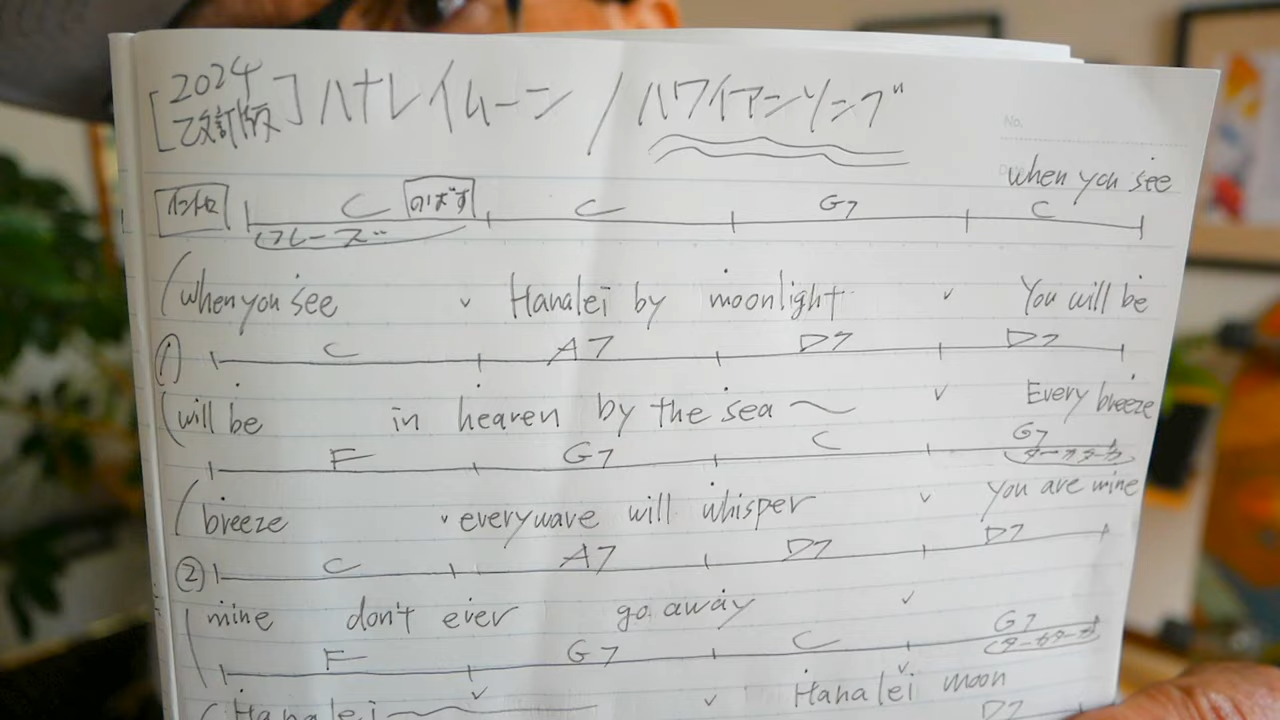 [2024 改訂版] ハナレイムーン / ハワイアンソング
No.
when you see
イントロ C のばす C G7 C
フレーズ
(when you see ✓ Hanalei by moonlight ✓ You will be
① C A7 D7 D7
(will be in heaven by the sea 〜 ✓ Every breeze
F G7 C G7
ターカターカ
(breeze ✓ everywave will whisper ✓ you are mine
② C A7 D7 D7
(mine don't ever go away ✓
F G7 C G7
(ターカターカ)
(Hanalei ✓ ✓ Hanalei ✓ moon
D7